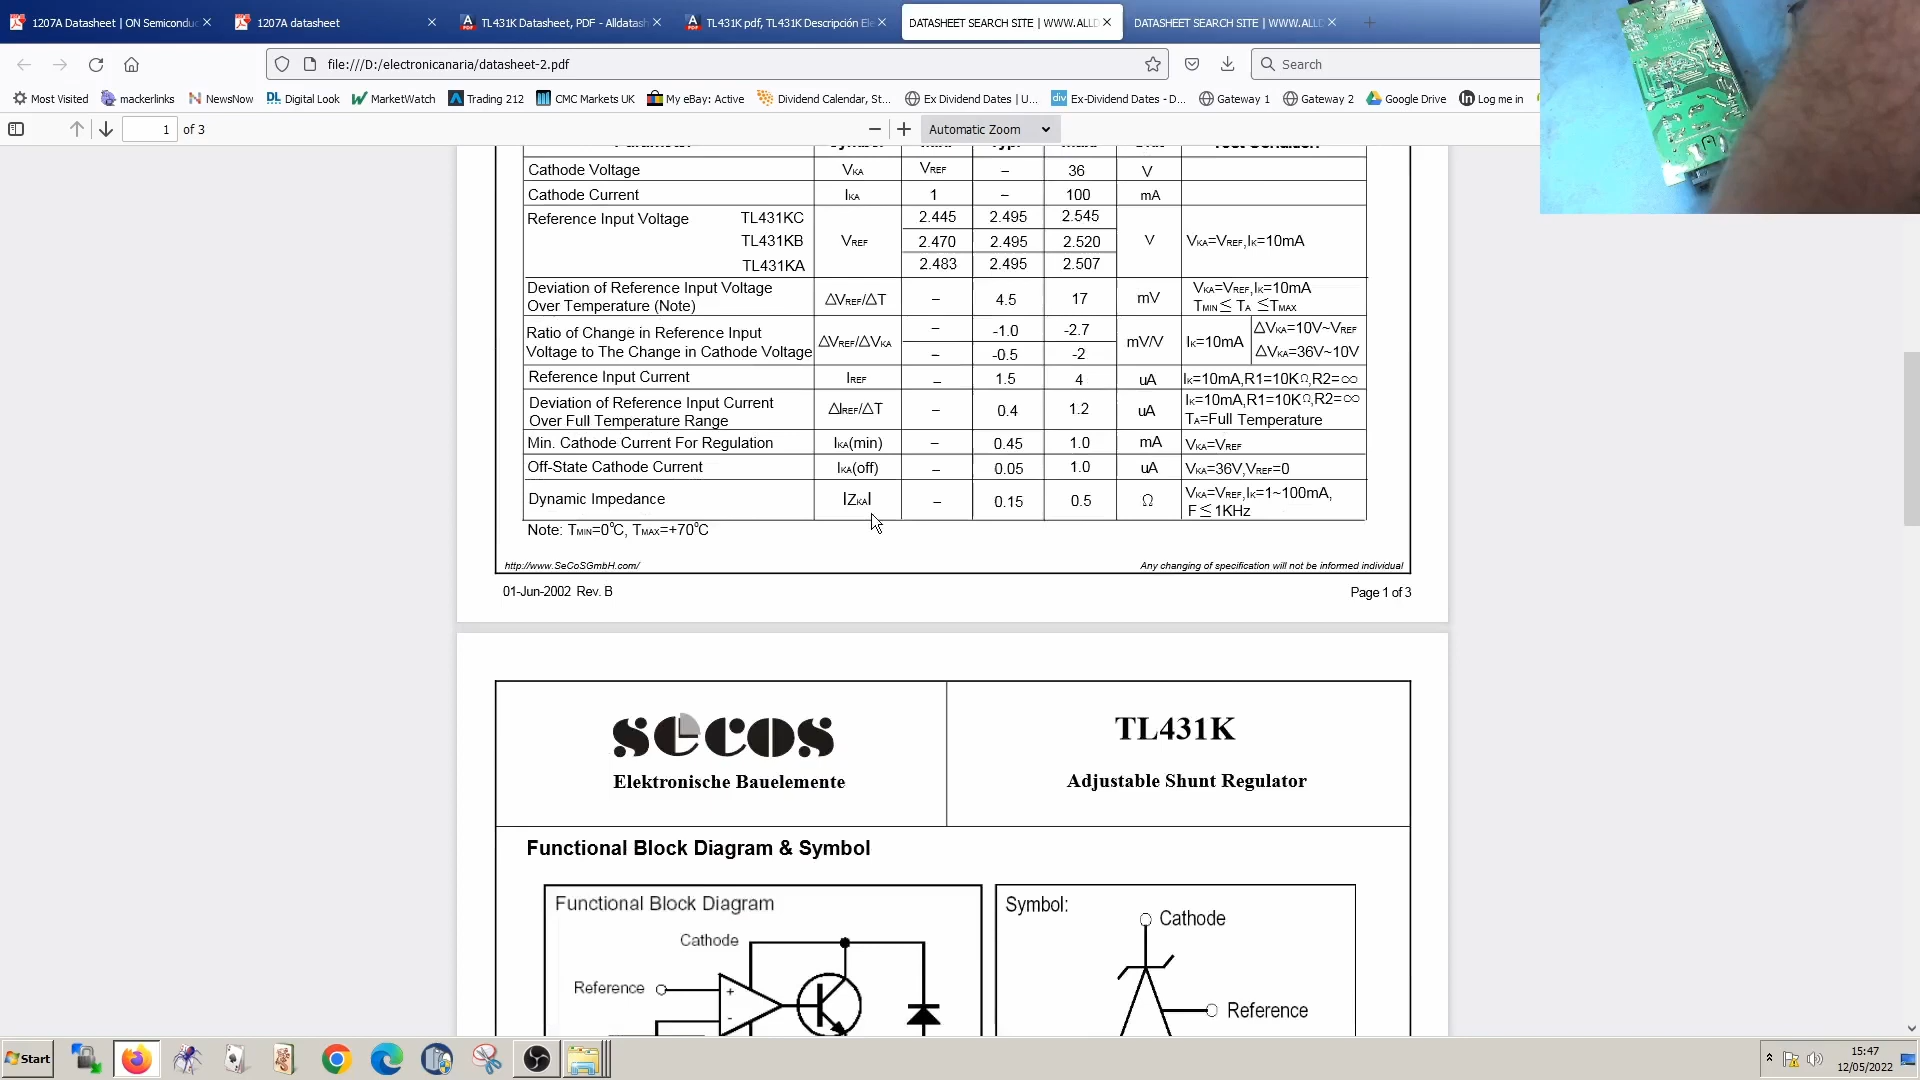 1207A Datasheet | ON Semicondu
1207A datasheet
TL431K Datasheet, PDF - Alldatash
TL431K pdf, TL431K Descripción Ele
DATASHEET SEARCH SITE | WWW.ALLD
DATASHEET SEARCH SITE | WWW.ALLD
file:///D:/electronicanaria/datasheet-2.pdf
Search
Most Visited
mackerlinks
NewsNow
DL Digital Look
MarketWatch
Trading 212
CMC Markets UK
My eBay: Active
Dividend Calendar, St...
Ex Dividend Dates | U...
div Ex-Dividend Dates - D...
Gateway 1
Gateway 2
Google Drive
Log me in
1 of 3
Automatic Zoom
Cathode Voltage VKA VREF – 36 V
Cathode Current IKA 1 – 100 mA
Reference Input Voltage TL431KC 2.445 2.495 2.545
TL431KB VREF 2.470 2.495 2.520 V VKA=VREF,IK=10mA
TL431KA 2.483 2.495 2.507
Deviation of Reference Input Voltage
Over Temperature (Note) △VREF/△T – 4.5 17 mV VKA=VREF,IK=10mA
TMIN≤ TA ≤TMAX
Ratio of Change in Reference Input
Voltage to The Change in Cathode Voltage △VREF/△VKA – -1.0 -2.7 mV/V IK=10mA △VKA=10V~VREF
– -0.5 -2 △VKA=36V~10V
Reference Input Current IREF – 1.5 4 uA IK=10mA,R1=10KΩ,R2=∞
Deviation of Reference Input Current
Over Full Temperature Range △IREF/△T – 0.4 1.2 uA IK=10mA,R1=10KΩ,R2=∞
TA=Full Temperature
Min. Cathode Current For Regulation IKA(min) – 0.45 1.0 mA VKA=VREF
Off-State Cathode Current IKA(off) – 0.05 1.0 uA VKA=36V,VREF=0
Dynamic Impedance |ZKA| – 0.15 0.5 Ω VKA=VREF,IK=1~100mA,
F≤1KHz
Note: TMIN=0°C, TMAX=+70°C
http://www.SeCoSGmbH.com/ Any changing of specification will not be informed individual
01-Jun-2002 Rev. B Page 1 of 3
secos
Elektronische Bauelemente
TL431K
Adjustable Shunt Regulator
Functional Block Diagram & Symbol
Functional Block Diagram
Cathode
Reference
+
-
Symbol:
Cathode
Reference
Start
15:47
12/05/2022